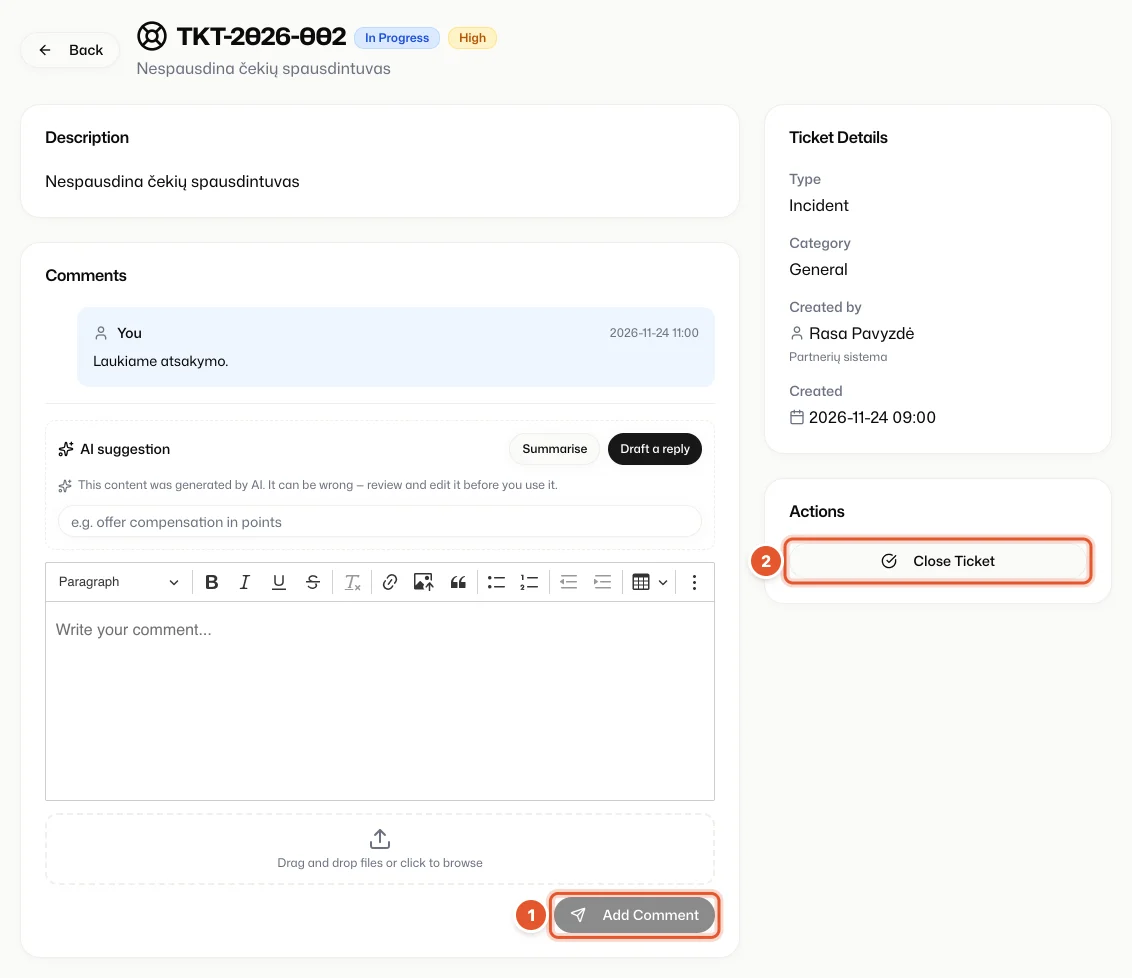 Back
TKT-2026-002
In Progress
High
Nespausdina čekių spausdintuvas
Description
Nespausdina čekių spausdintuvas
Comments
You
2026-11-24 11:00
Laukiame atsakymo.
AI suggestion
Summarise
Draft a reply
This content was generated by AI. It can be wrong – review and edit it before you use it.
e.g. offer compensation in points
Paragraph
Write your comment...
Drag and drop files or click to browse
1
Add Comment
Ticket Details
Type
Incident
Category
General
Created by
Rasa Pavyzdė
Partnerių sistema
Created
2026-11-24 09:00
Actions
2
Close Ticket